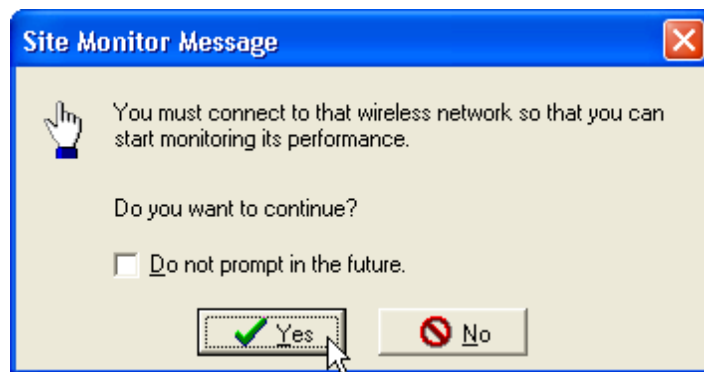 Site Monitor Message
You must connect to that wireless network so that you can
start monitoring its performance.
Do you want to continue?
Do not prompt in the future.
Yes
No